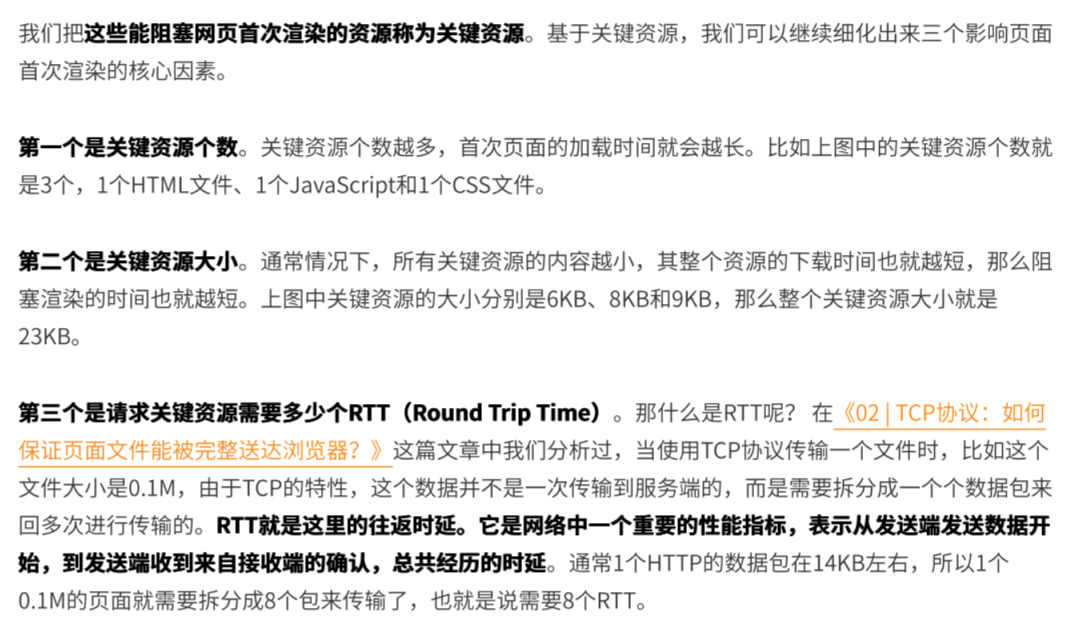 我们把这些能阻塞网页首次渲染的资源称为关键资源。基于关键资源，我们可以继续细化出来三个影响页面
首次渲染的核心因素。
第一个是关键资源个数。关键资源个数越多，首次页面的加载时间就会越长。比如上图中的关键资源个数就
是3个，1个HTML文件、1个JavaScript和1个CSS文件。
第二个是关键资源大小。通常情况下，所有关键资源的内容越小，其整个资源的下载时间也就越短，那么阻
塞渲染的时间也就越短。上图中关键资源的大小分别是6KB、8KB和9KB，那么整个关键资源大小就是
23KB。
第三个是请求关键资源需要多少个RTT（Round Trip Time）。那什么是RTT呢？ 在《02 | TCP协议：如何
保证页面文件能被完整送达浏览器？》这篇文章中我们分析过，当使用TCP协议传输一个文件时，比如这个
文件大小是0.1M，由于TCP的特性，这个数据并不是一次传输到服务端的，而是需要拆分成一个个数据包来
回多次进行传输的。RTT就是这里的往返时延。它是网络中一个重要的性能指标，表示从发送端发送数据开
始，到发送端收到来自接收端的确认，总共经历的时延。通常1个HTTP的数据包在14KB左右，所以1个
0.1M的页面就需要拆分成8个包来传输了，也就是说需要8个RTT。